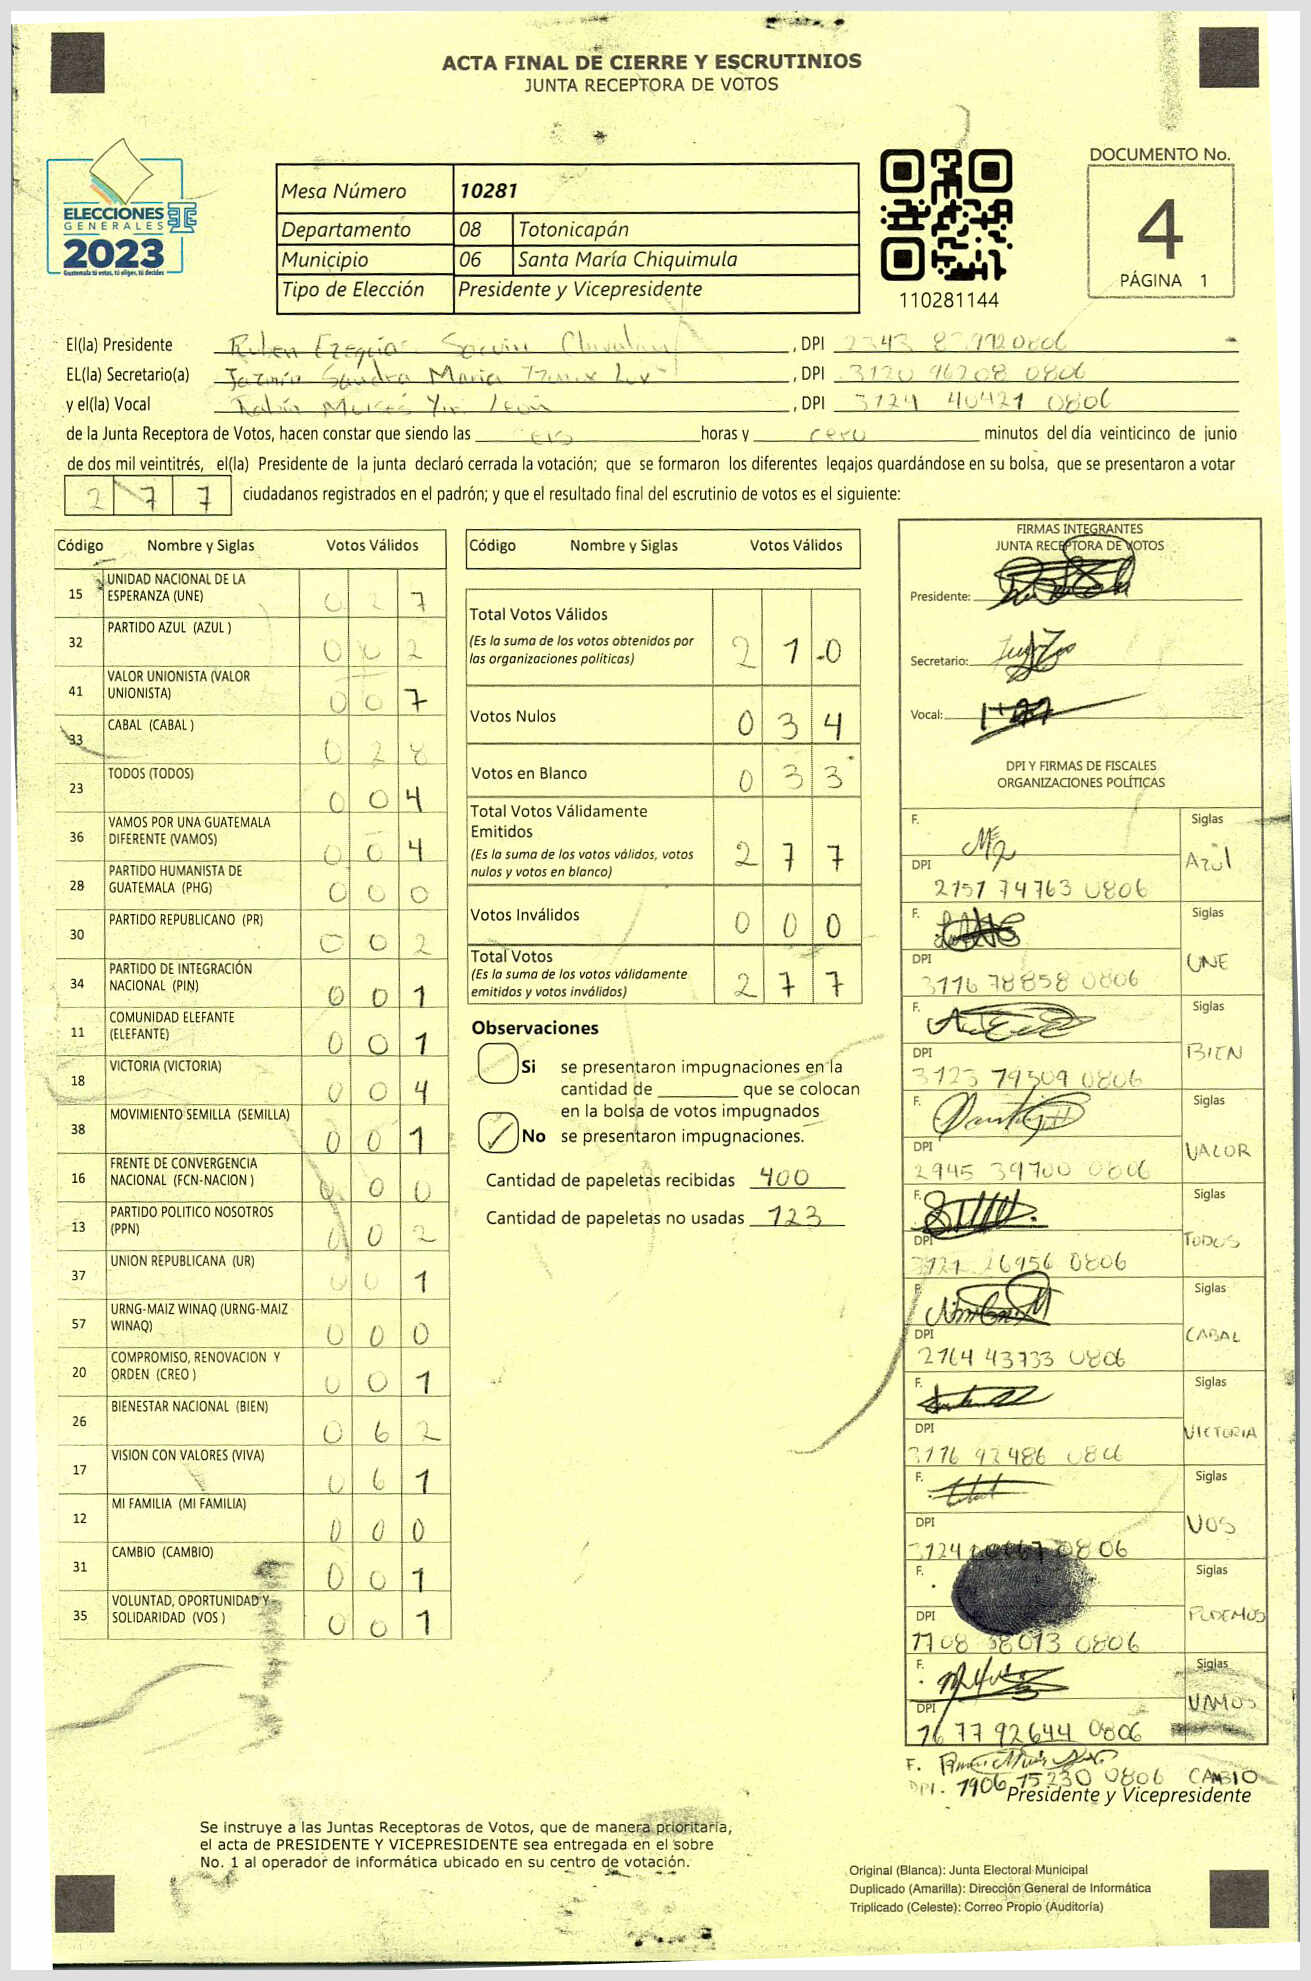 ACTA FINAL DE CIERRE Y ESCRUTINIOS
JUNTA RECEPTORA DE VOTOS
ELECCIONES
GENERALES
2023
Guatemala tú votas, tú eliges, tú decides
Mesa Número 10281
Departamento 08 Totonicapán
Municipio 06 Santa María Chiquimula
Tipo de Elección Presidente y Vicepresidente
110281144
DOCUMENTO No.
4
PÁGINA 1
El(la) Presidente Ruben , DPI
EL(la) Secretario(a) Sandra Maria , DPI 3120 96208 0806
y el(la) Vocal León , DPI 3124 40421 0806
de la Junta Receptora de Votos, hacen constar que siendo las horas y cero minutos del día veinticinco de junio
de dos mil veintitrés, el(la) Presidente de la junta declaró cerrada la votación; que se formaron los diferentes legajos guardándose en su bolsa, que se presentaron a votar
277 ciudadanos registrados en el padrón; y que el resultado final del escrutinio de votos es el siguiente:
Código Nombre y Siglas Votos Válidos
15 UNIDAD NACIONAL DE LA ESPERANZA (UNE) 0 2 7
32 PARTIDO AZUL (AZUL ) 0 0 2
41 VALOR UNIONISTA (VALOR UNIONISTA) 0 0 7
33 CABAL (CABAL ) 0 2 8
23 TODOS (TODOS) 0 0 4
36 VAMOS POR UNA GUATEMALA DIFERENTE (VAMOS) 0 0 4
28 PARTIDO HUMANISTA DE GUATEMALA (PHG) 0 0 0
30 PARTIDO REPUBLICANO (PR) 0 0 2
34 PARTIDO DE INTEGRACIÓN NACIONAL (PIN) 0 0 1
11 COMUNIDAD ELEFANTE (ELEFANTE) 0 0 1
18 VICTORIA (VICTORIA) 0 0 4
38 MOVIMIENTO SEMILLA (SEMILLA) 0 0 1
16 FRENTE DE CONVERGENCIA NACIONAL (FCN-NACION ) 0 0 0
13 PARTIDO POLITICO NOSOTROS (PPN) 0 0 2
37 UNION REPUBLICANA (UR) 0 0 1
57 URNG-MAIZ WINAQ (URNG-MAIZ WINAQ) 0 0 0
20 COMPROMISO, RENOVACION Y ORDEN (CREO ) 0 0 1
26 BIENESTAR NACIONAL (BIEN) 0 6 2
17 VISION CON VALORES (VIVA) 0 6 1
12 MI FAMILIA (MI FAMILIA) 0 0 0
31 CAMBIO (CAMBIO) 0 0 1
35 VOLUNTAD, OPORTUNIDAD Y SOLIDARIDAD (VOS ) 0 0 1
Código Nombre y Siglas Votos Válidos
Total Votos Válidos 2 1 0
(Es la suma de los votos obtenidos por
las organizaciones políticas)
Votos Nulos 0 3 4
Votos en Blanco 0 3 3
Total Votos Válidamente
Emitidos 2 7 7
(Es la suma de los votos válidos, votos
nulos y votos en blanco)
Votos Inválidos 0 0 0
Total Votos 2 7 7
(Es la suma de los votos válidamente
emitidos y votos inválidos)
Observaciones
Si se presentaron impugnaciones en la
cantidad de ________ que se colocan
en la bolsa de votos impugnados
No se presentaron impugnaciones.
Cantidad de papeletas recibidas 400
Cantidad de papeletas no usadas 123
FIRMAS INTEGRANTES
JUNTA RECEPTORA DE VOTOS
Presidente:
Secretario:
Vocal:
DPI Y FIRMAS DE FISCALES
ORGANIZACIONES POLÍTICAS
F. Siglas
DPI Azul
2151 74763 0806
F. Siglas
DPI UNE
3116 78858 0806
F. Siglas
DPI BIEN
3123 79509 0806
F. Siglas
DPI VALOR
2945 39700 0806
F. Siglas
DPI TODOS
3121 26956 0806
F. Siglas
DPI CABAL
2164 43733 0806
F. Siglas
DPI VICTORIA
3176 92486 0806
F. Siglas
DPI VOS
3124 0806
F. Siglas
DPI PODEMOS
1708 0806
F. Siglas
DPI VAMOS
1677 92644 0806
F.
DPI. 1906 15230 0806 CAMBIO
Presidente y Vicepresidente
Se instruye a las Juntas Receptoras de Votos, que de manera prioritaria,
el acta de PRESIDENTE Y VICEPRESIDENTE sea entregada en el sobre
No. 1 al operador de informática ubicado en su centro de votación.
Original (Blanca): Junta Electoral Municipal
Duplicado (Amarilla): Dirección General de Informática
Triplicado (Celeste): Correo Propio (Auditoría)